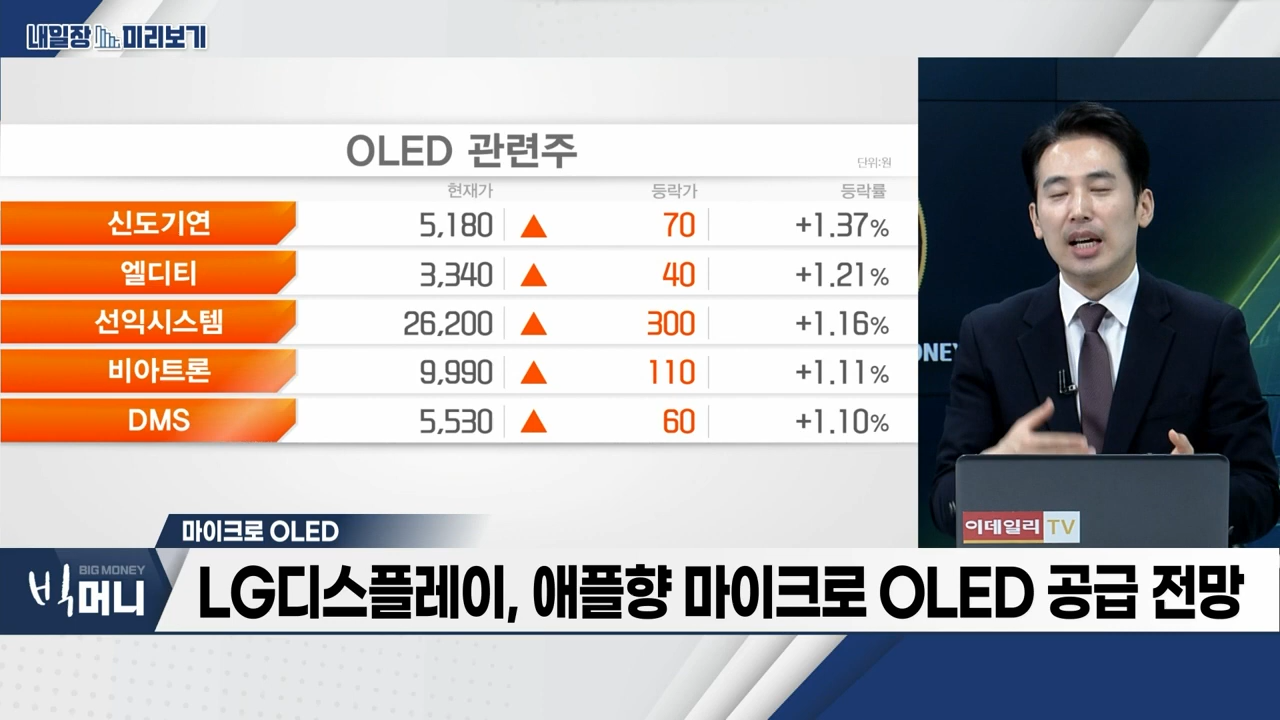 내일장 미리보기
OLED 관련주
단위:원
현재가 등락가 등락률
신도기연 5,180 ▲ 70 +1.37%
엘디티 3,340 ▲ 40 +1.21%
선익시스템 26,200 ▲ 300 +1.16%
비아트론 9,990 ▲ 110 +1.11%
DMS 5,530 ▲ 60 +1.10%
ONEY
이데일리TV
마이크로 OLED
BIG MONEY
빅머니
LG디스플레이, 애플향 마이크로 OLED 공급 전망